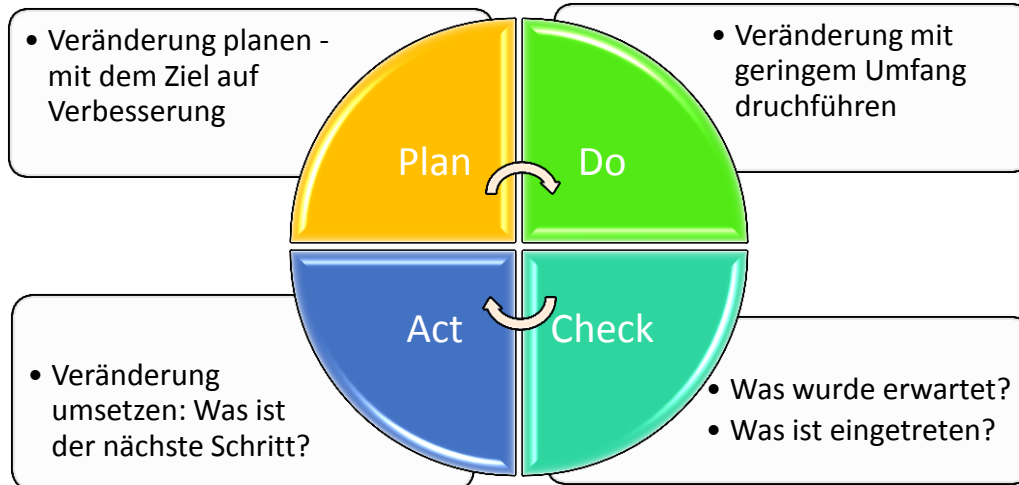 • Veränderung planen -
mit dem Ziel auf
Verbesserung
• Veränderung mit
geringem Umfang
druchführen
Plan
Do
Act
Check
• Veränderung
umsetzen: Was ist
der nächste Schritt?
• Was wurde erwartet?
• Was ist eingetreten?